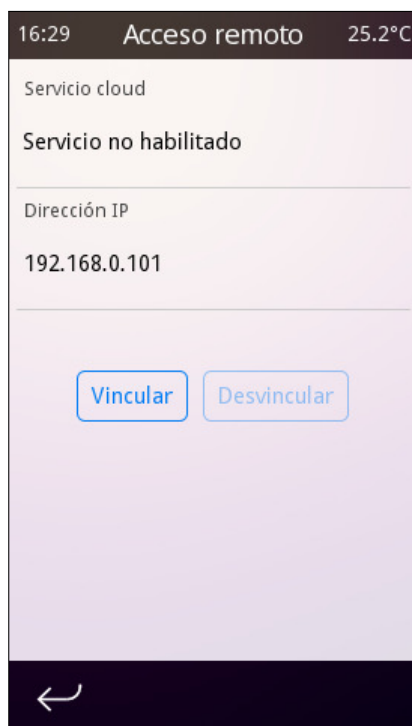 16:29 Acceso remoto 25.2°C
Servicio cloud
Servicio no habilitado
Dirección IP
192.168.0.101
Vincular Desvincular